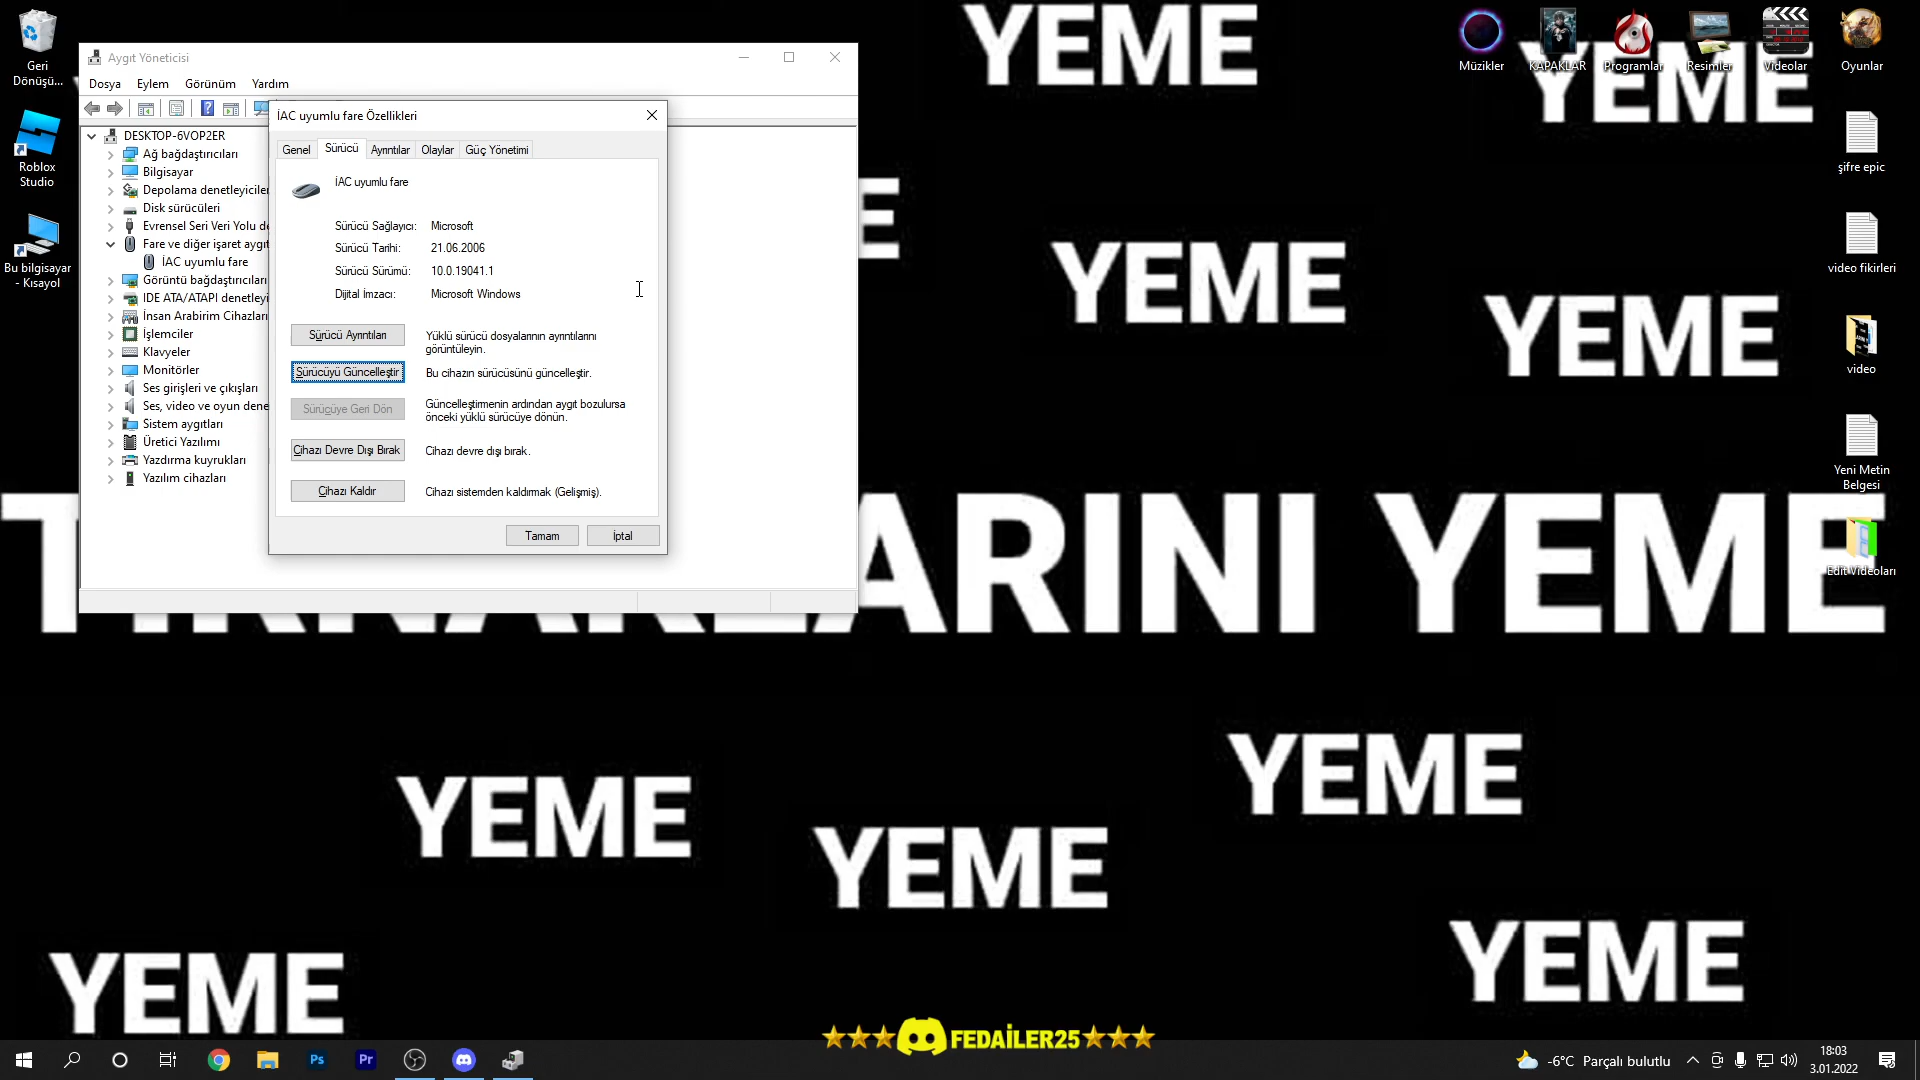 Geri
Dönüşü...
Roblox
Studio
Bu bilgisayar
- Kısayol
Aygıt Yöneticisi
Dosya Eylem Görünüm Yardım
DESKTOP-6VOP2ER
Ağ bağdaştırıcıları
Bilgisayar
Depolama denetleyiciler
Disk sürücüleri
Evrensel Seri Veri Yolu de
Fare ve diğer işaret aygıt
İAC uyumlu fare
Görüntü bağdaştırıcıları
IDE ATA/ATAPI denetleyi
İnsan Arabirim Cihazları
İşlemciler
Klavyeler
Monitörler
Ses girişleri ve çıkışları
Ses, video ve oyun dene
Sistem aygıtları
Üretici Yazılımı
Yazdırma kuyrukları
Yazılım cihazları
İAC uyumlu fare Özellikleri
Genel Sürücü Ayrıntılar Olaylar Güç Yönetimi
İAC uyumlu fare
Sürücü Sağlayıcı: Microsoft
Sürücü Tarihi: 21.06.2006
Sürücü Sürümü: 10.0.19041.1
Dijital İmzacı: Microsoft Windows
Sürücü Ayrıntıları
Yüklü sürücü dosyalarının ayrıntılarını
görüntüleyin.
Sürücüyü Güncelleştir
Bu cihazın sürücüsünü güncelleştir.
Sürücüye Geri Dön
Güncelleştirmenin ardından aygıt bozulursa
önceki yüklü sürücüye dönün.
Cihazı Devre Dışı Bırak
Cihazı devre dışı bırak.
Cihazı Kaldır
Cihazı sistemden kaldırmak (Gelişmiş).
Tamam İptal
Müzikler KAPAKLAR Programlar Resimler Videolar Oyunlar
şifre epic
video fikirleri
video
Yeni Metin
Belgesi
Edit Videoları
YEME
YEME
YEME
YEME
ARINI YEME
YEME
YEME
YEME
YEME
YEME
FEDAİLER25
Ps Pr
-6°C Parçalı bulutlu
18:03
3.01.2022